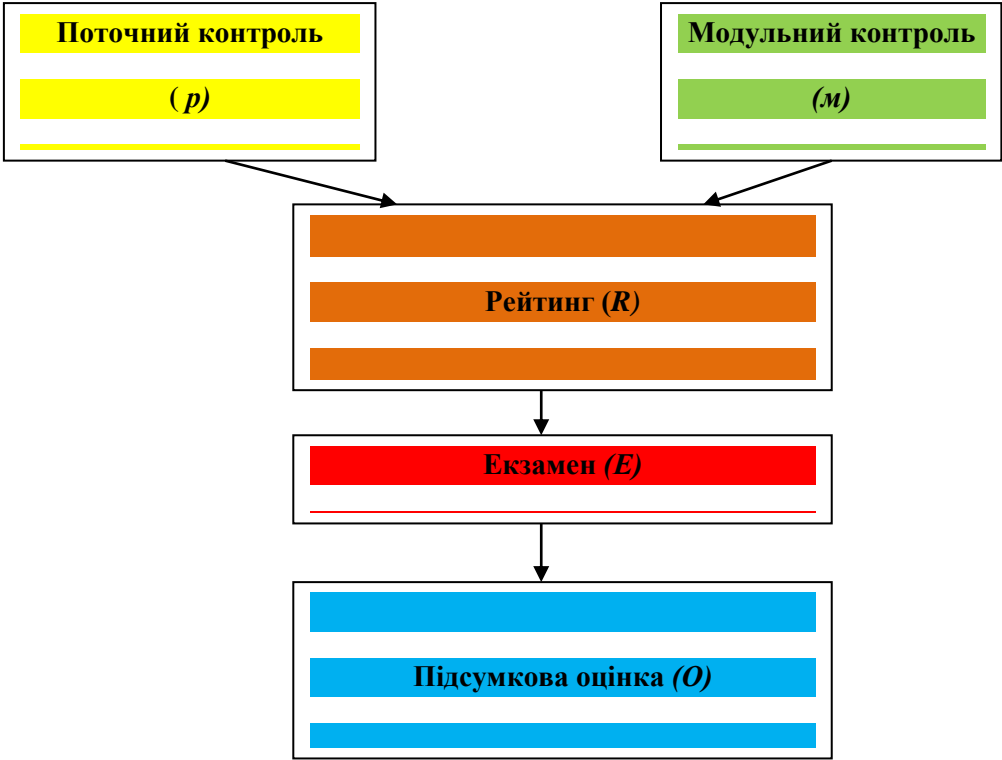 Поточний контроль
( р)
Модульний контроль
(м)
Рейтинг (R)
Екзамен (E)
Підсумкова оцінка (O)